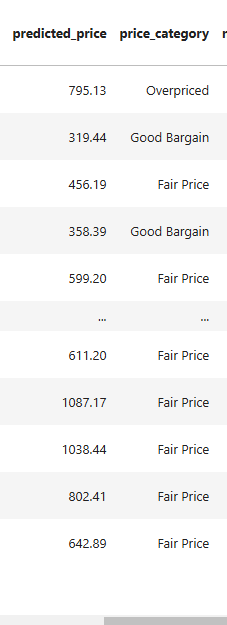 predicted_price price_category
795.13 Overpriced
319.44 Good Bargain
456.19 Fair Price
358.39 Good Bargain
599.20 Fair Price
... ...
611.20 Fair Price
1087.17 Fair Price
1038.44 Fair Price
802.41 Fair Price
642.89 Fair Price